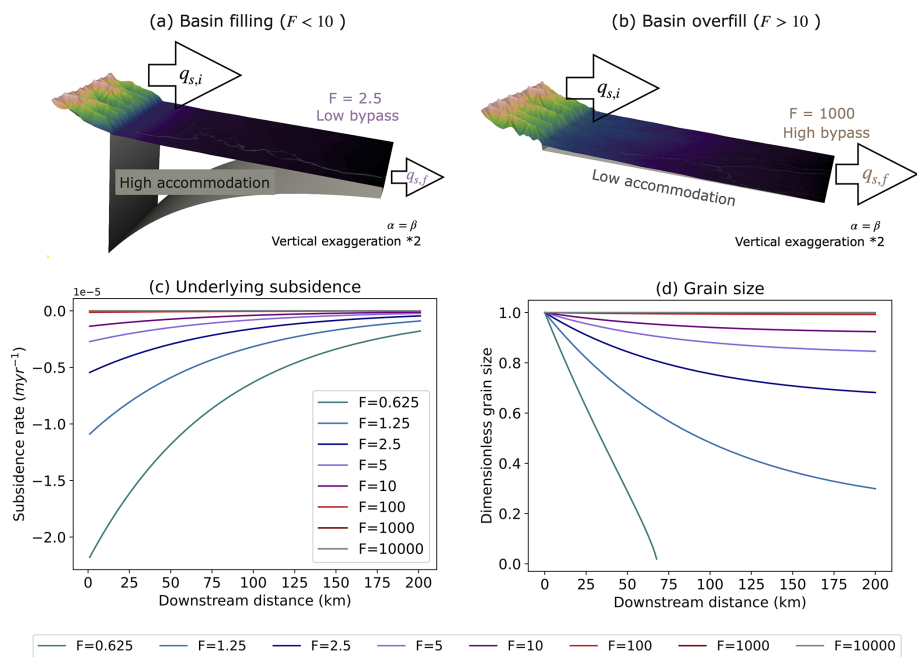 (a) Basin filling (F < 10 )
(b) Basin overfill (F > 10 )
q_{s,i}
q_{s,i}
F = 2.5
Low bypass
F = 1000
High bypass
High accommodation
q_{s,f}
Low accommodation
q_{s,f}
α = β
Vertical exaggeration *2
α = β
Vertical exaggeration *2
(c) Underlying subsidence
1e−5
0.0
−0.5
−1.0
−1.5
−2.0
Subsidence rate (myr⁻¹)
F=0.625
F=1.25
F=2.5
F=5
F=10
F=100
F=1000
F=10000
0 25 50 75 100 125 150 175 200
Downstream distance (km)
(d) Grain size
1.0
0.8
0.6
0.4
0.2
0.0
Dimensionless grain size
0 25 50 75 100 125 150 175 200
Downstream distance (km)
F=0.625 F=1.25 F=2.5 F=5 F=10 F=100 F=1000 F=10000